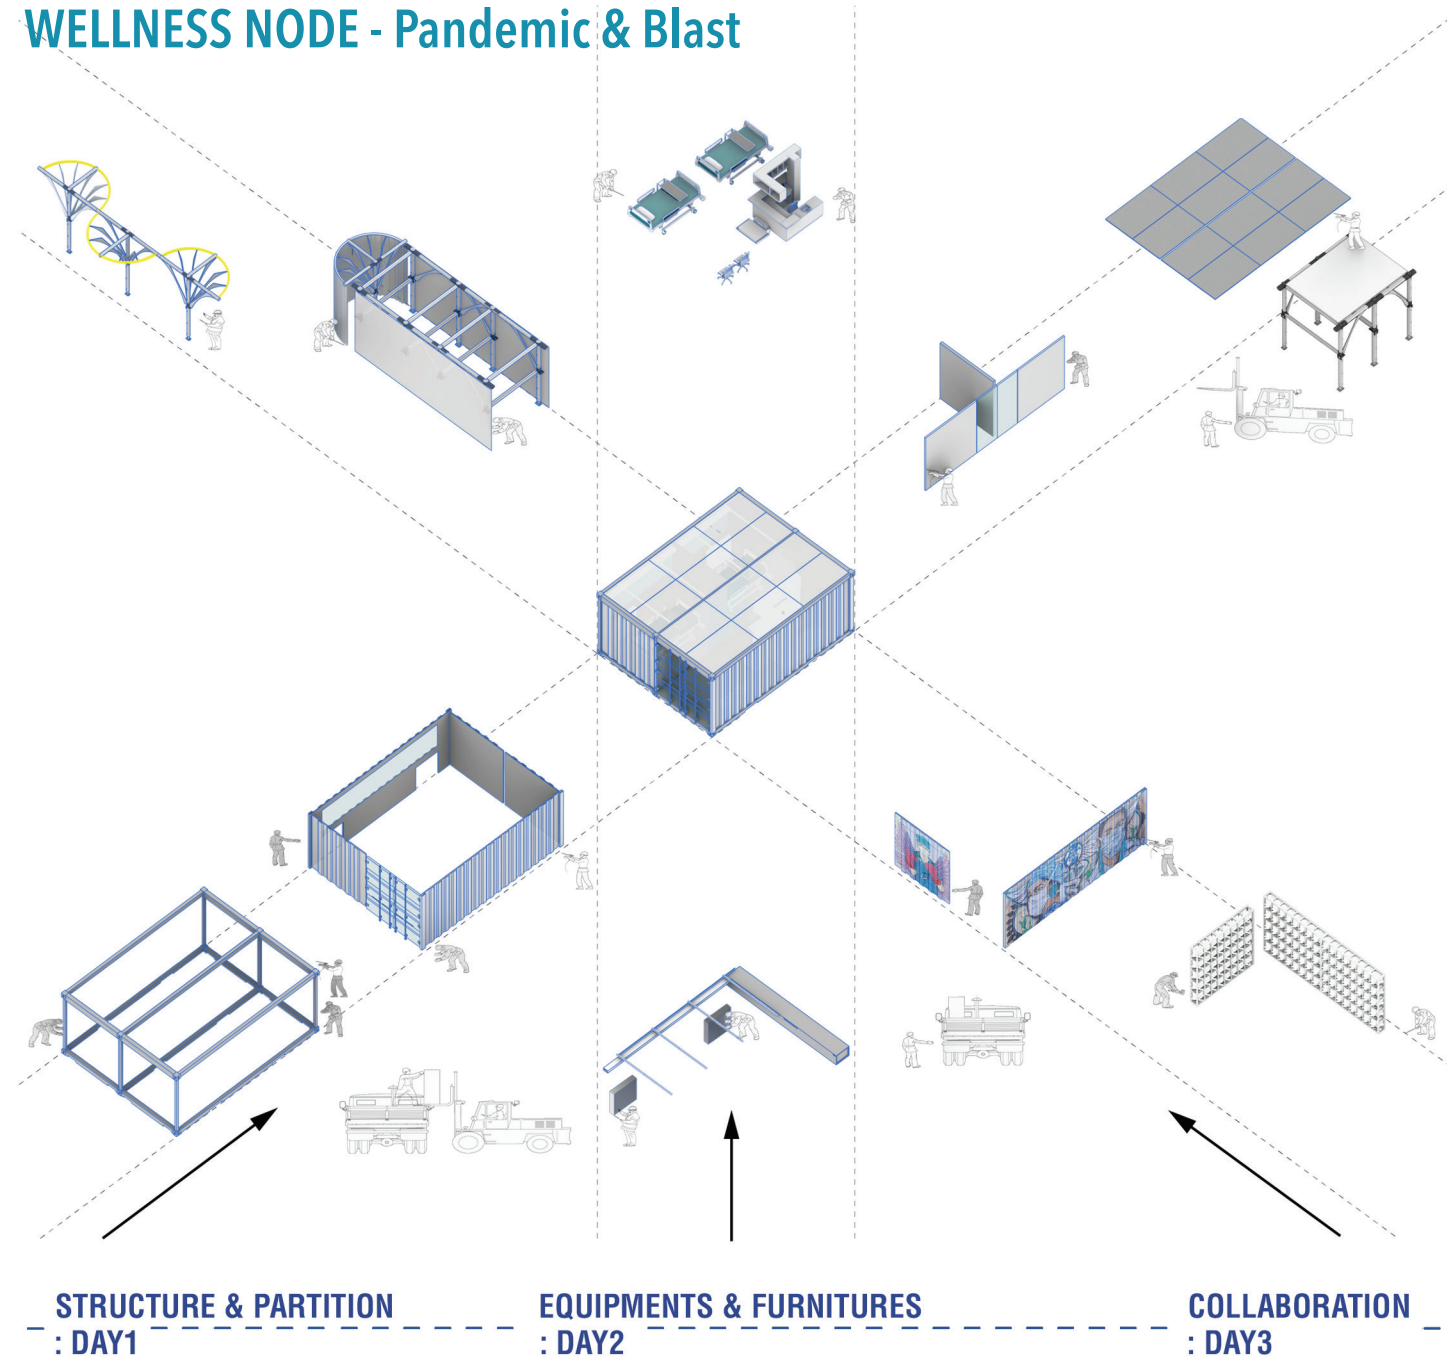 WELLNESS NODE - Pandemic & Blast
STRUCTURE & PARTITION
: DAY1
EQUIPMENTS & FURNITURES
: DAY2
COLLABORATION
: DAY3